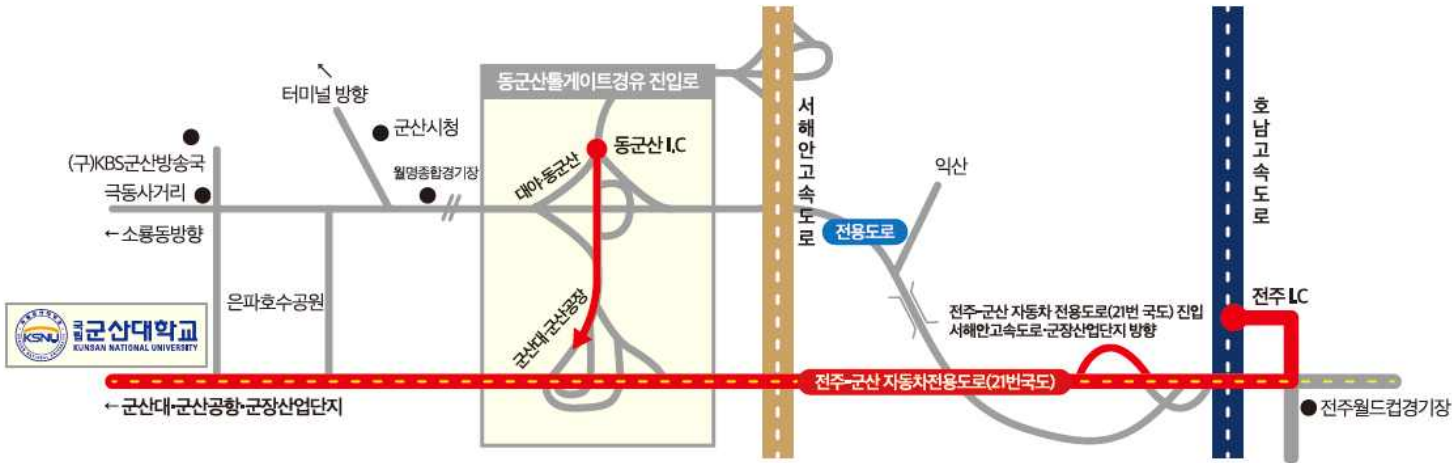 동군산톨게이트경유 진입로
↖
터미널 방향
군산시청
(구)KBS군산방송국
극동사거리
월명종합경기장
대야·동군산
동군산 I.C
서해안고속도로
호남고속도로
익산
←소룡동방향
전용도로
은파호수공원
군산대·군산공장
전주 I.C
전주-군산 자동차 전용도로(21번 국도) 진입
서해안고속도로·군장산업단지 방향
KSNU
국립 군산대학교
KUNSAN NATIONAL UNIVERSITY
전주-군산 자동차전용도로(21번국도)
←군산대·군산공항·군장산업단지
전주월드컵경기장